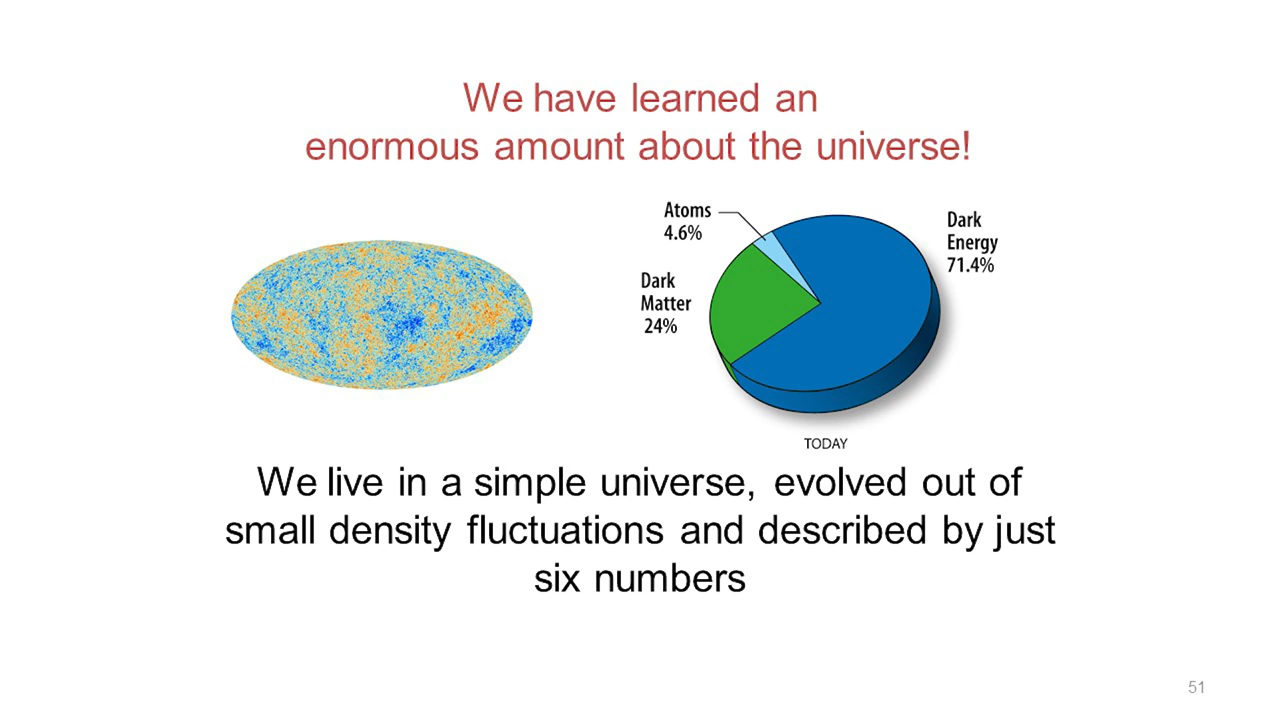 We have learned an
enormous amount about the universe!
Atoms
4.6%
Dark
Energy
71.4%
Dark
Matter
24%
TODAY
We live in a simple universe, evolved out of
small density fluctuations and described by just
six numbers
51